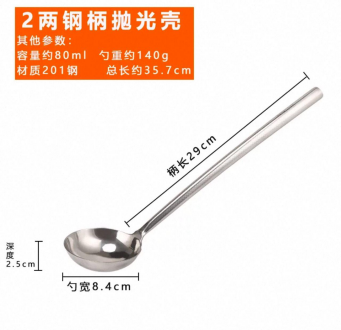 2两钢柄抛光壳
其他参数：
容量约80ml 勺重约140g
材质201钢 总长约35.7cm
柄长29cm
深度
2.5cm
勺宽8.4cm